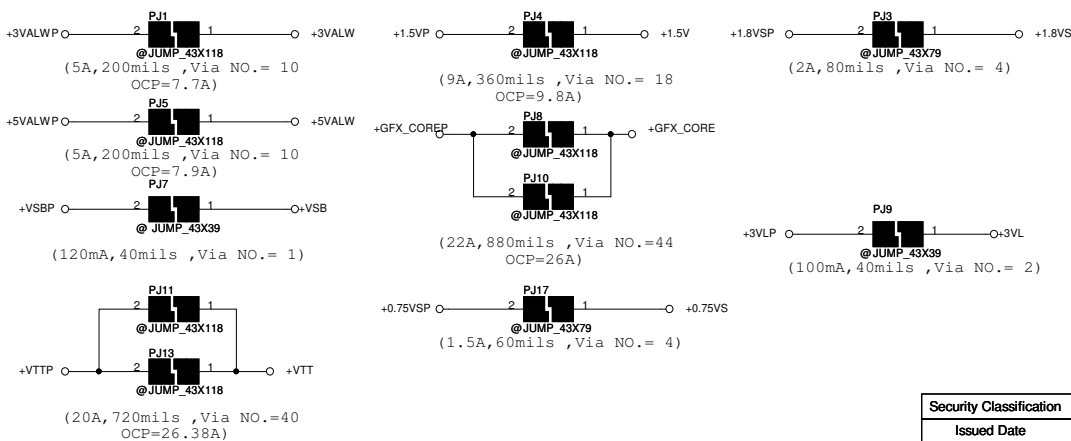 PJ1
+3VALWP 2 1 +3VALW
@JUMP_43X118
(5A,200mils ,Via NO.= 10
OCP=7.7A)
PJ5
+5VALWP 2 1 +5VALW
@JUMP_43X118
(5A,200mils ,Via NO.= 10
OCP=7.9A)
PJ7
+VSBP 2 1 +VSB
@ JUMP_43X39
(120mA,40mils ,Via NO.= 1)
PJ11
2 1
@JUMP_43X118
PJ13
+VTTP 2 1 +VTT
@JUMP_43X118
(20A,720mils ,Via NO.=40
OCP=26.38A)
PJ4
+1.5VP 2 1 +1.5V
@JUMP_43X118
(9A,360mils ,Via NO.= 18
OCP=9.8A)
PJ8
+GFX_COREP 2 1 +GFX_CORE
@JUMP_43X118
PJ10
2 1
@JUMP_43X118
(22A,880mils ,Via NO.=44
OCP=26A)
PJ17
+0.75VSP 2 1 +0.75VS
@JUMP_43X79
(1.5A,60mils ,Via NO.= 4)
PJ3
+1.8VSP 2 1 +1.8VS
@JUMP_43X79
(2A,80mils ,Via NO.= 4)
PJ9
+3VLP 2 1 +3VL
@ JUMP_43X39
(100mA,40mils ,Via NO.= 2)
Security Classification
Issued Date